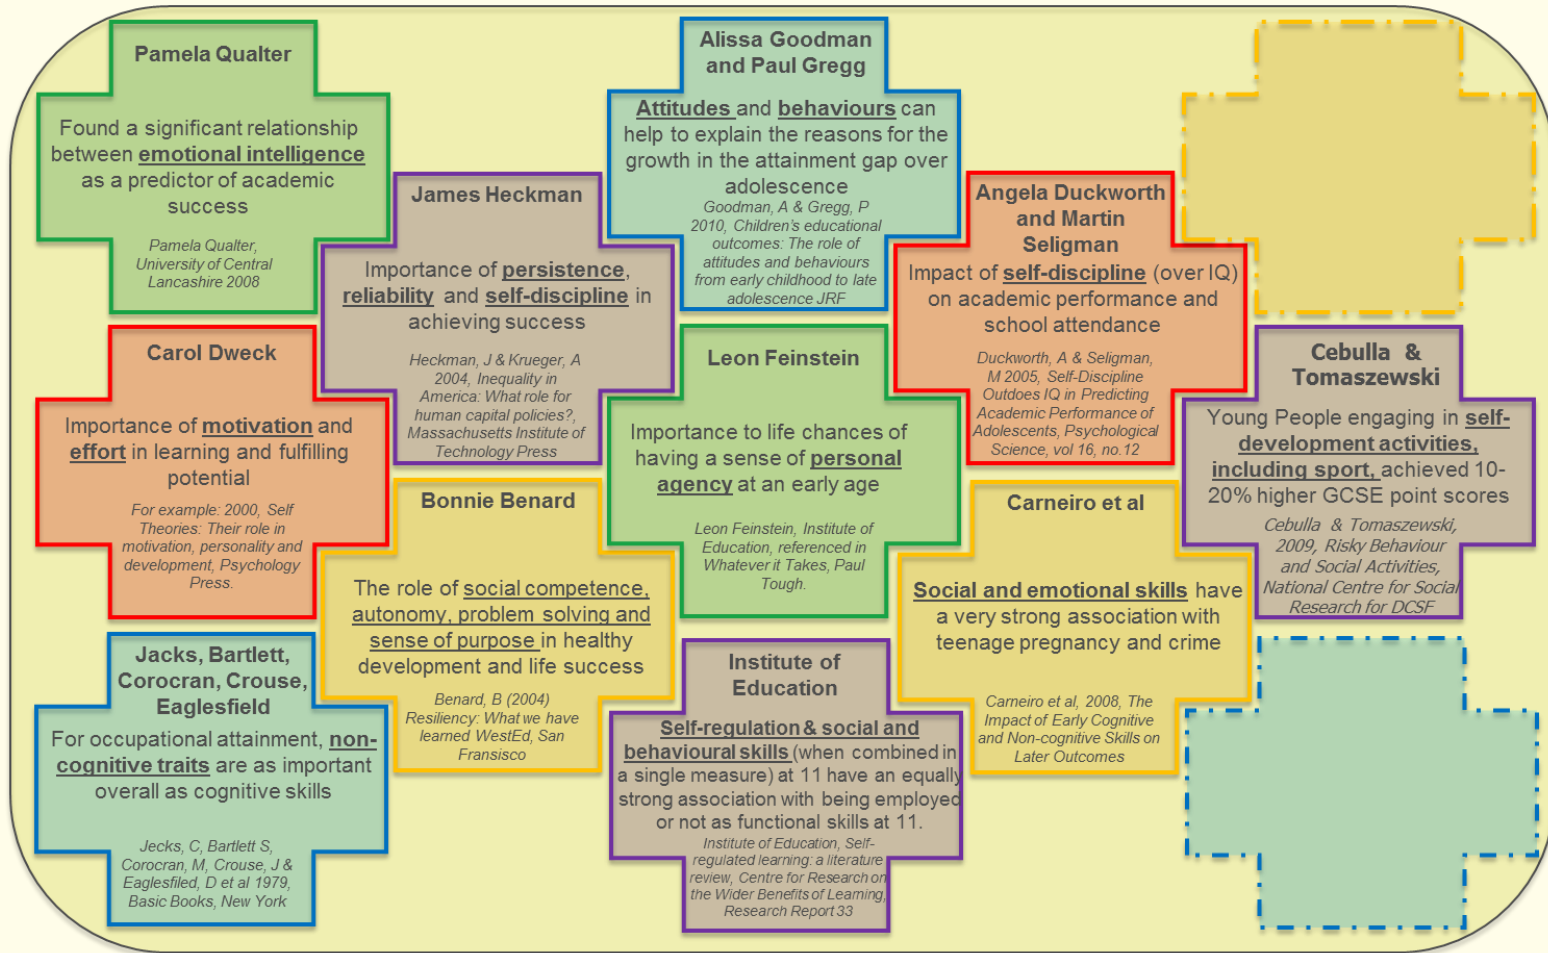 Pamela Qualter
Found a significant relationship
between emotional intelligence
as a predictor of academic
success
Pamela Qualter,
University of Central
Lancashire 2008
James Heckman
Importance of persistence,
reliability and self-discipline in
achieving success
Heckman, J & Krueger, A
2004, Inequality in
America: What role for
human capital policies?,
Massachusetts Institute of
Technology Press
Alissa Goodman
and Paul Gregg
Attitudes and behaviours can
help to explain the reasons for the
growth in the attainment gap over
adolescence
Goodman, A & Gregg, P
2010, Children's educational
outcomes: The role of
attitudes and behaviours
from early childhood to late
adolescence JRF
Angela Duckworth
and Martin
Seligman
Impact of self-discipline (over IQ)
on academic performance and
school attendance
Duckworth, A & Seligman,
M 2005, Self-Discipline
Outdoes IQ in Predicting
Academic Performance of
Adolescents, Psychological
Science, vol 16, no.12
Carol Dweck
Importance of motivation and
effort in learning and fulfilling
potential
For example: 2000, Self
Theories: Their role in
motivation, personality and
development, Psychology
Press.
Leon Feinstein
Importance to life chances of
having a sense of personal
agency at an early age
Leon Feinstein, Institute of
Education, referenced in
Whatever it Takes, Paul
Tough.
Cebulla & 
Tomaszewski
Young People engaging in self-
development activities,
including sport, achieved 10-
20% higher GCSE point scores
Cebulla & Tomaszewski,
2009, Risky Behaviour
and Social Activities,
National Centre for Social
Research for DCSF
Bonnie Benard
The role of social competence,
autonomy, problem solving and
sense of purpose in healthy
development and life success
Benard, B (2004)
Resiliency: What we have
learned WestEd, San
Fransisco
Carneiro et al
Social and emotional skills have
a very strong association with
teenage pregnancy and crime
Carneiro et al, 2008, The
Impact of Early Cognitive
and Non-cognitive Skills on
Later Outcomes
Jacks, Bartlett,
Corocran, Crouse,
Eaglesfield
For occupational attainment, non-
cognitive traits are as important
overall as cognitive skills
Jecks, C, Bartlett S,
Corocran, M, Crouse, J &
Eaglesfiled, D et al 1979,
Basic Books, New York
Institute of
Education
Self-regulation & social and
behavioural skills (when combined in
a single measure) at 11 have an equally
strong association with being employed
or not as functional skills at 11.
Institute of Education, Self-
regulated learning: a literature
review, Centre for Research on
the Wider Benefits of Learning,
Research Report 33